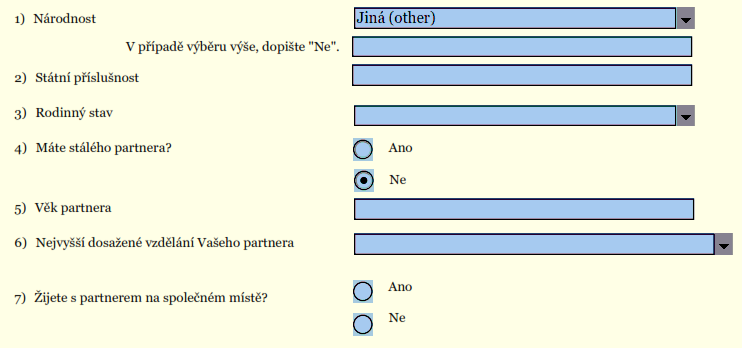 1) Národnost Jiná (other)
V případě výběru výše, dopište "Ne".
2) Státní příslušnost
3) Rodinný stav
4) Máte stálého partnera? Ano
Ne
5) Věk partnera
6) Nejvyšší dosažené vzdělání Vašeho partnera
7) Žijete s partnerem na společném místě? Ano
Ne